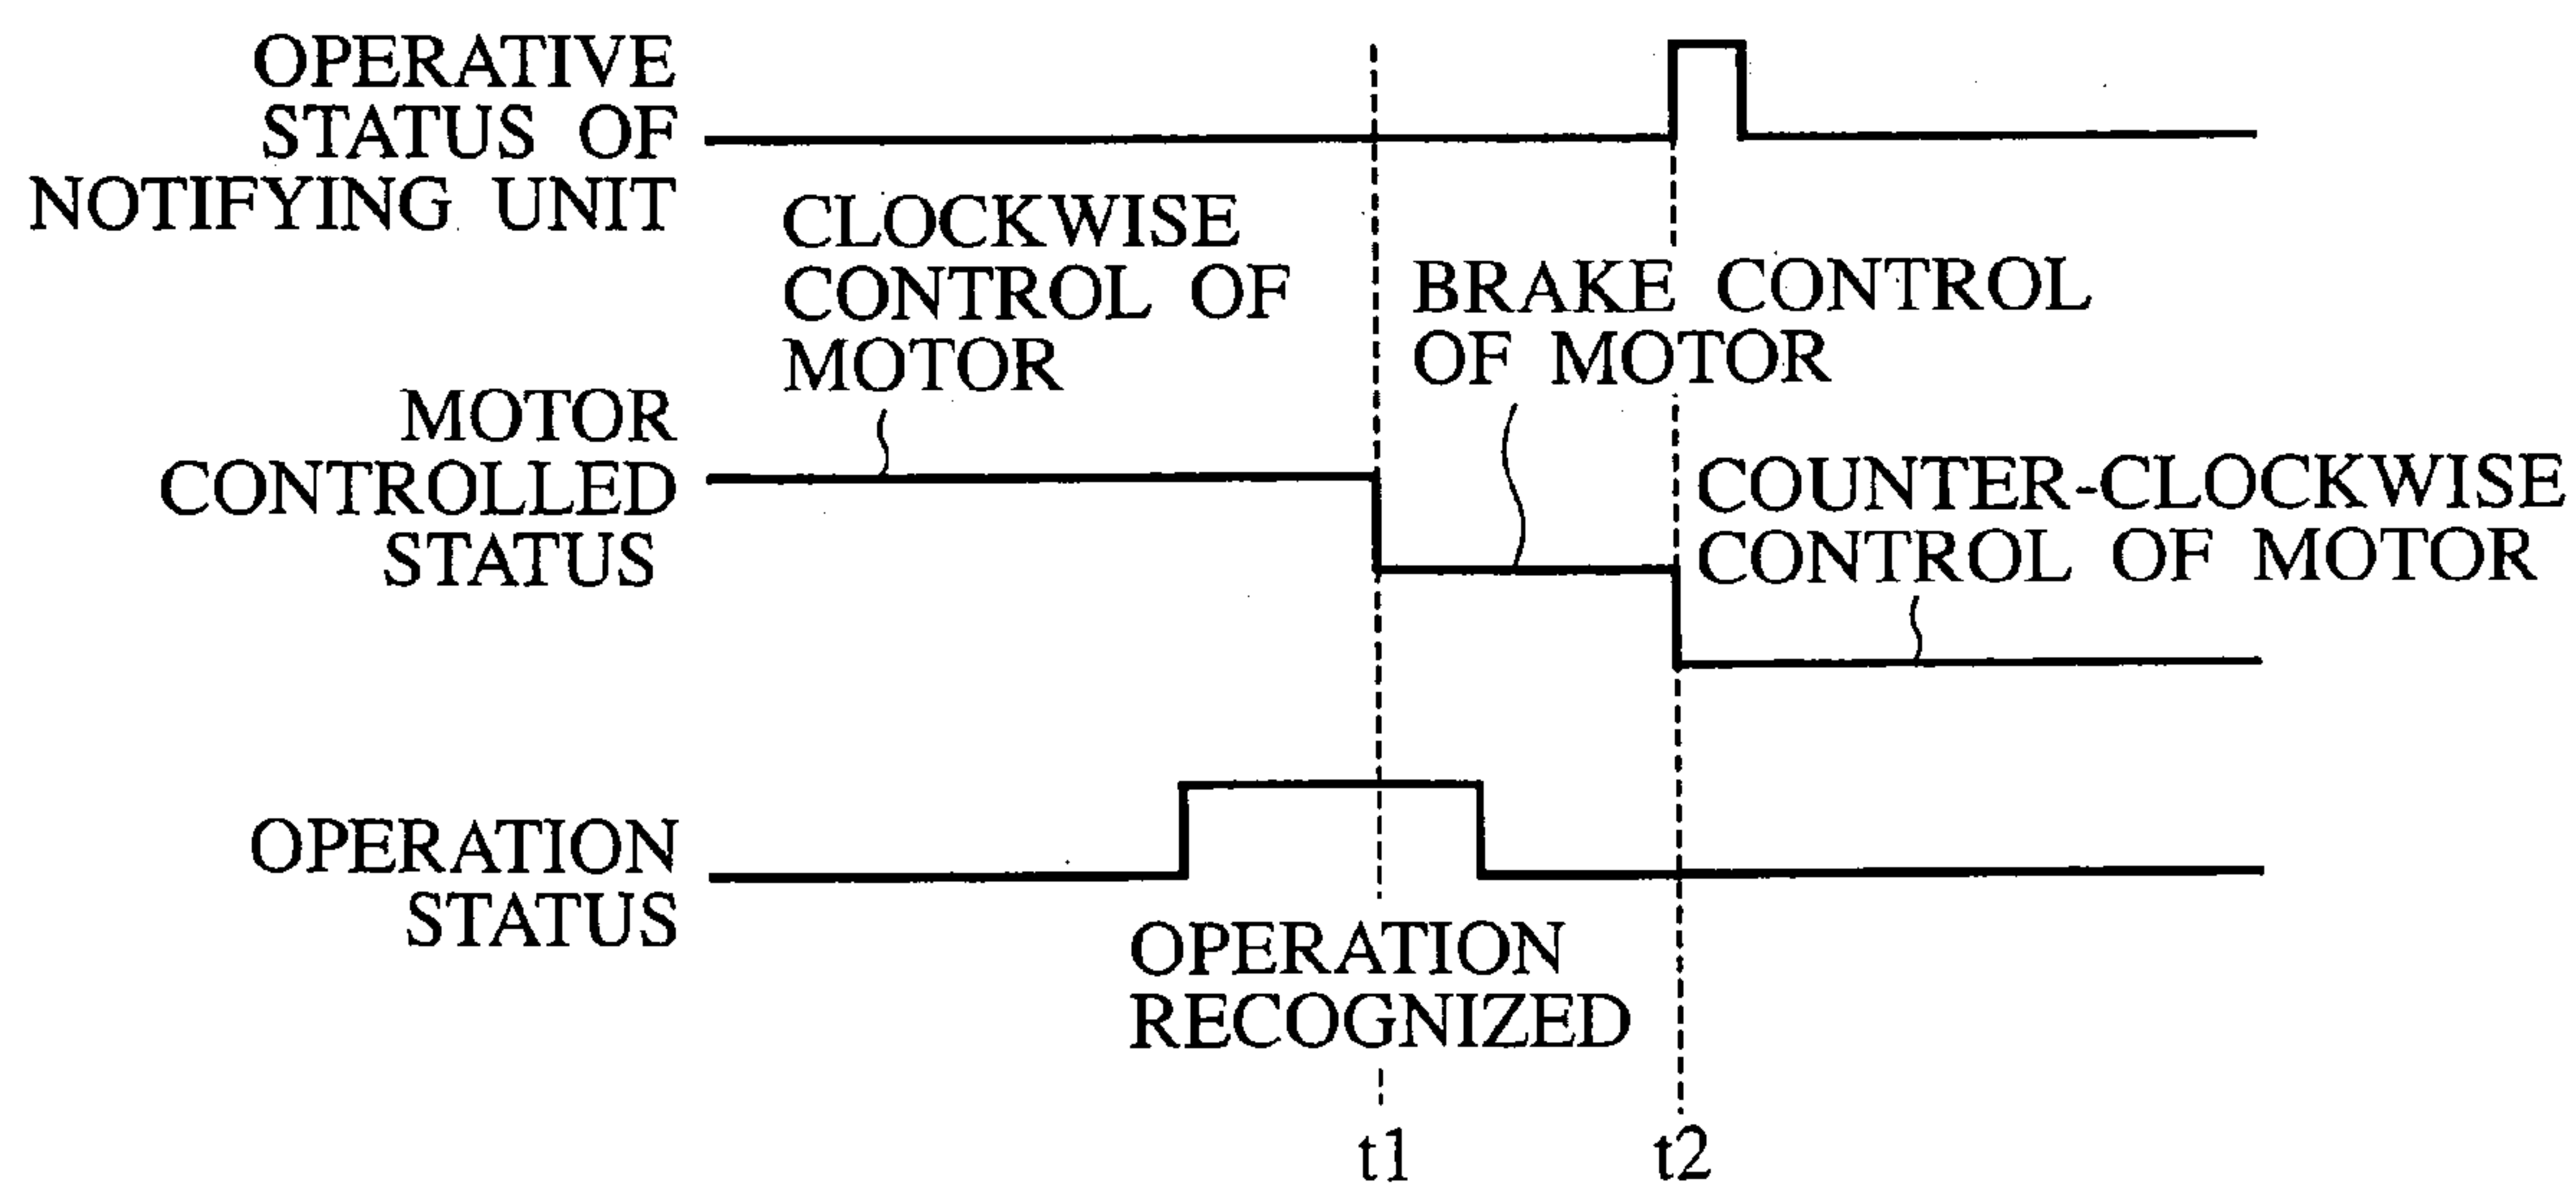 OPERATIVE
STATUS OF
NOTIFYING UNIT
CLOCKWISE
CONTROL OF
MOTOR
BRAKE CONTROL
OF MOTOR
MOTOR
CONTROLLED
STATUS
COUNTER-CLOCKWISE
CONTROL OF MOTOR
OPERATION
STATUS
OPERATION
RECOGNIZED
t1
t2